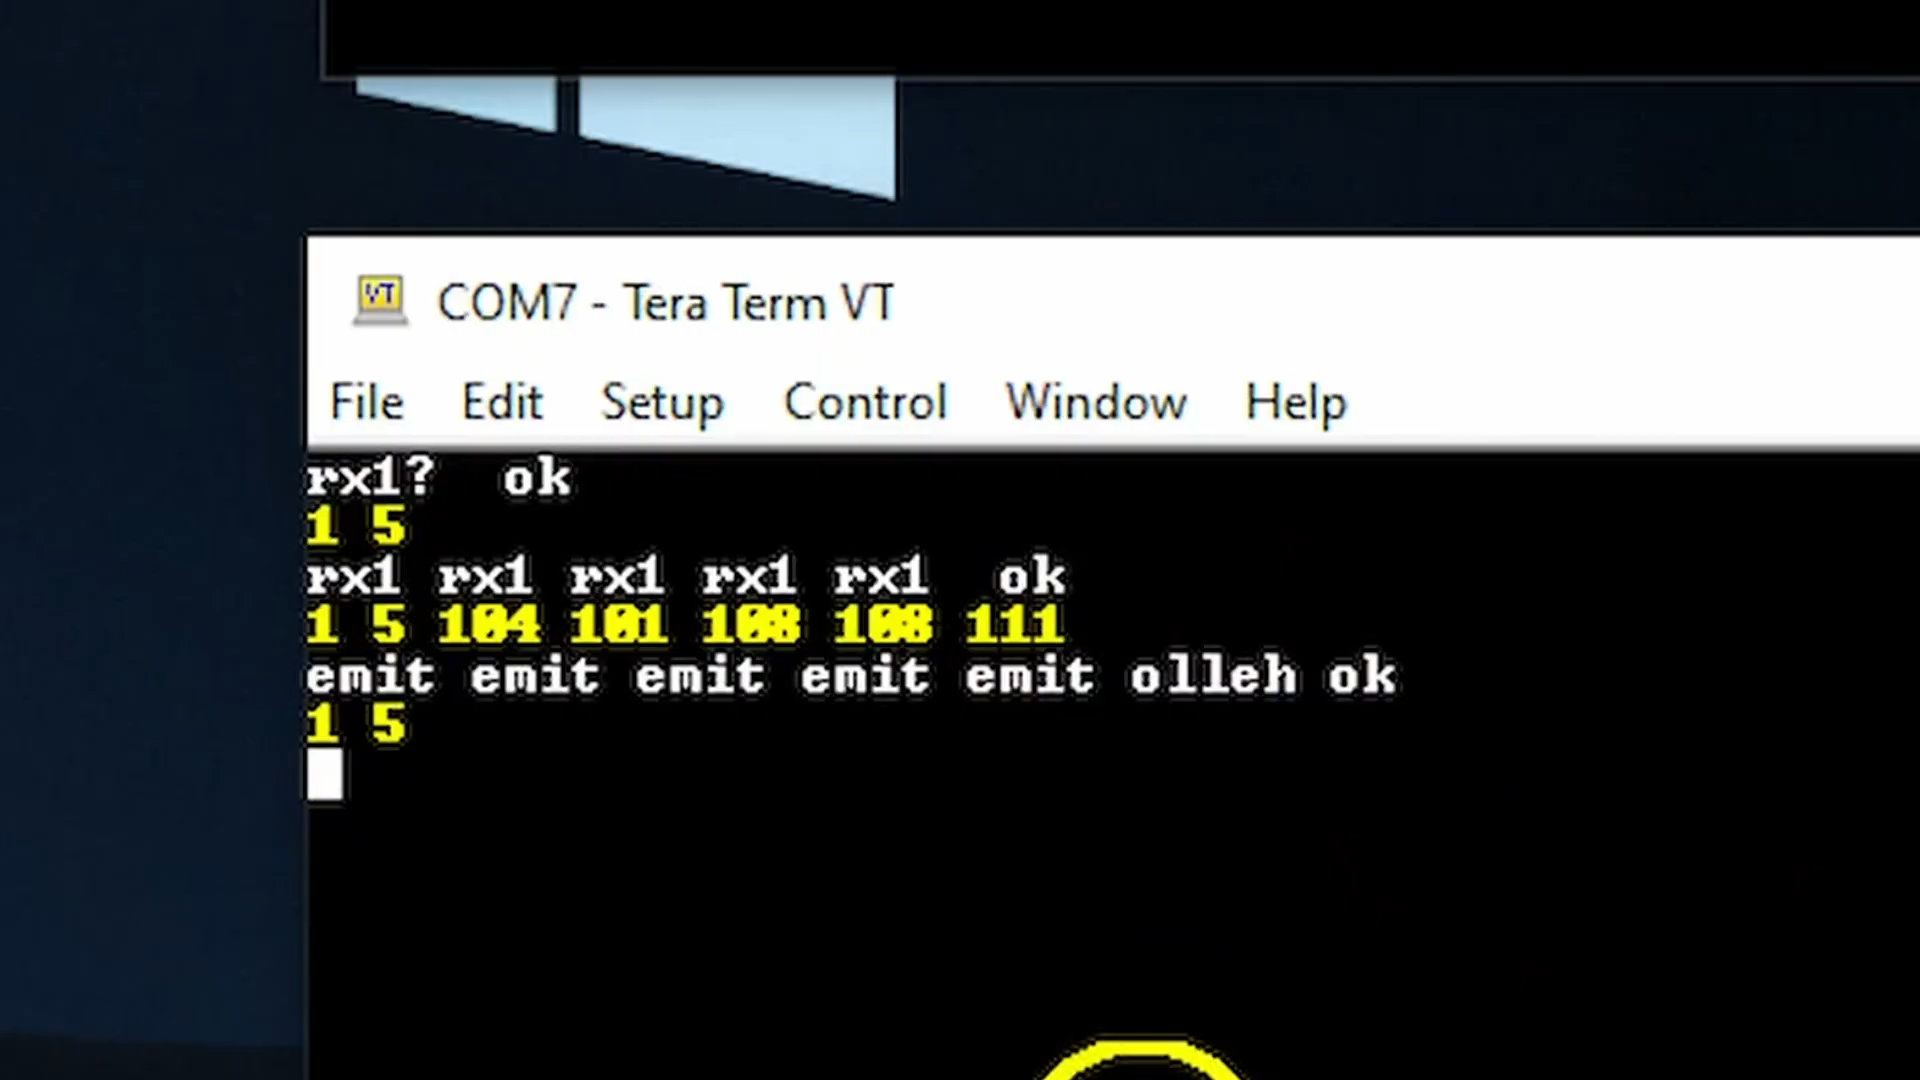 VT COM7 - Tera Term VT
File Edit Setup Control Window Help
rx1? ok
1 5
rx1 rx1 rx1 rx1 rx1 ok
1 5 104 101 108 108 111
emit emit emit emit emit olleh ok
1 5